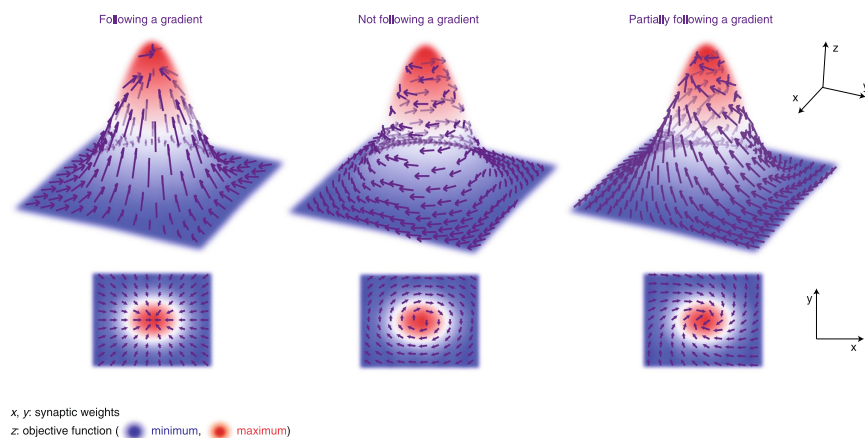 Following a gradient
Not following a gradient
Partially following a gradient
z
y
x
y
x
x, y: synaptic weights
z: objective function ( minimum, maximum)